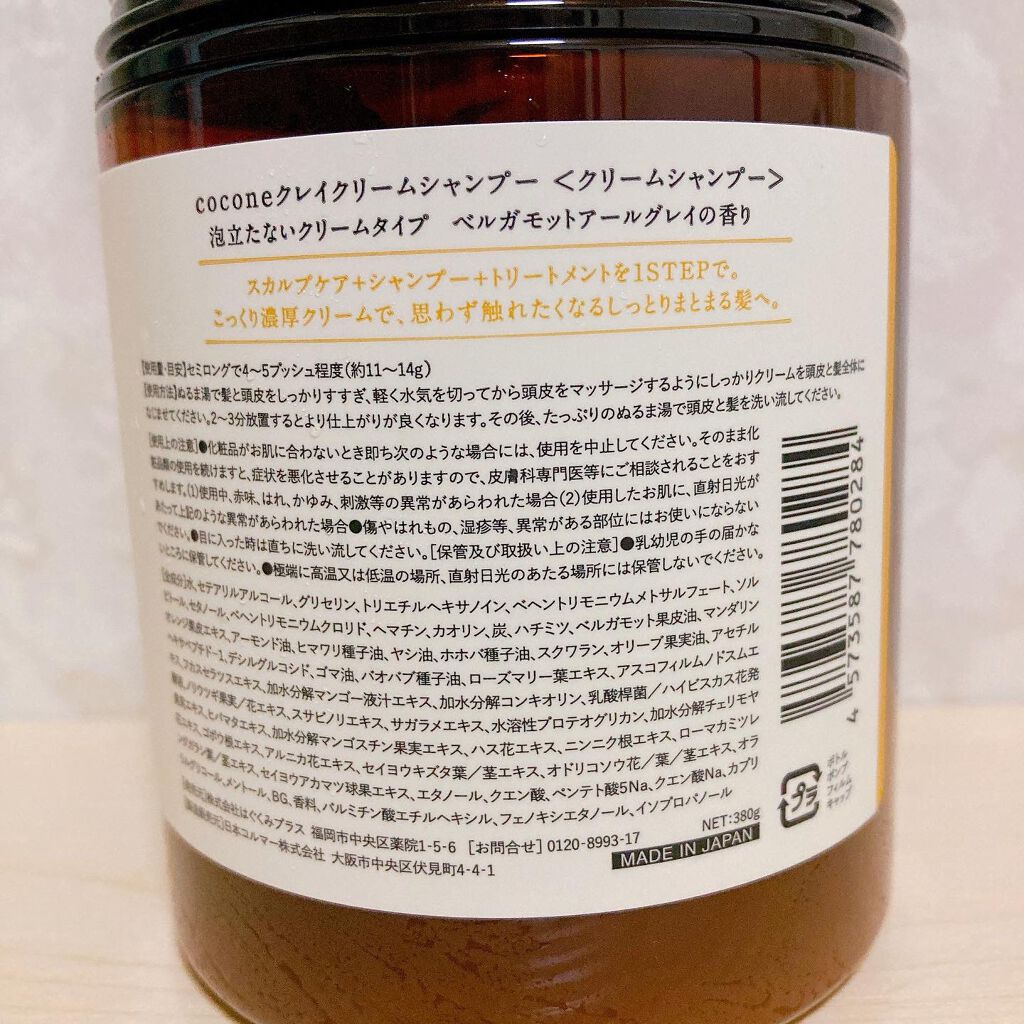 coconeクレイクリームシャンプー <クリームシャンプー>
泡立たないクリームタイプ ベルガモットアールグレイの香り
スカルプケア+シャンプー+トリートメントを1STEPで。
こっくり濃厚クリームで、思わず触れたくなるしっとりまとまる髪へ。
【使用量・目安】セミロングで4〜5プッシュ程度(約11〜14g)
【使用方法】ぬるま湯で髪と頭皮をしっかりすすぎ、軽く水気を切ってから頭皮をマッサージするようにしっかりクリームを頭皮と髪全体に
なじませてください。2〜3分放置するとより仕上がりが良くなります。その後、たっぷりのぬるま湯で頭皮と髪を洗い流してください。
[使用上の注意]●化粧品がお肌に合わないとき即ち次のような場合には、使用を中止してください。そのまま化
粧品類の使用を続けますと、症状を悪化させることがありますので、皮膚科専門医等にご相談されることをおす
すめします。(1)使用中、赤味、はれ、かゆみ、刺激等の異常があらわれた場合(2)使用したお肌に、直射日光が
あたって上記のような異常があらわれた場合●傷やはれもの、湿疹等、異常がある部位にはお使いにならない
でください。●目に入った時は直ちに洗い流してください。[保管及び取扱い上の注意]●乳幼児の手の届かな
いところに保管してください。●極端に高温又は低温の場所、直射日光のあたる場所には保管しないでください。
[全成分]水、セテアリルアルコール、グリセリン、トリエチルヘキサノイン、ベヘントリモニウムメトサルフェート、ソル
ビトール、セタノール、ベヘントリモニウムクロリド、ヘマチン、カオリン、炭、ハチミツ、ベルガモット果皮油、マンダリン
オレンジ果皮エキス、アーモンド油、ヒマワリ種子油、ヤシ油、ホホバ種子油、スクワラン、オリーブ果実油、アセチル
ヘキサペプチド-1、デシルグルコシド、ゴマ油、バオバブ種子油、ローズマリー葉エキス、アスコフィルムノドスムエ
キス、フカスセラツスエキス、加水分解マンゴー液汁エキス、加水分解コンキオリン、乳酸桿菌/ハイビスカス花発
酵液、ノリウツギ果実/花エキス、スサビノリエキス、サガラメエキス、水溶性プロテオグリカン、加水分解チェリモヤ
果実エキス、ヒバマタエキス、加水分解マンゴスチン果実エキス、ハス花エキス、ニンニク根エキス、ローマカミツレ
花エキス、ゴボウ根エキス、アルニカ花エキス、セイヨウキズタ葉/茎エキス、オドリコソウ花/葉/茎エキス、オラ
ンダガラシ葉/茎エキス、セイヨウアカマツ球果エキス、エタノール、クエン酸、ペンテト酸5Na、クエン酸Na、カプリ
リルグリコール、メントール、BG、香料、パルミチン酸エチルヘキシル、フェノキシエタノール、イソプロパノール
[発売元]株式会社はぐくみプラス 福岡市中央区薬院1-5-6 [お問合せ]0120-8993-17
[製造販売元]日本コルマー株式会社 大阪市中央区伏見町4-4-1
NET:380g
MADE IN JAPAN
4573587780284
プラ
ボトル
ポンプ
フィルム
キャップ